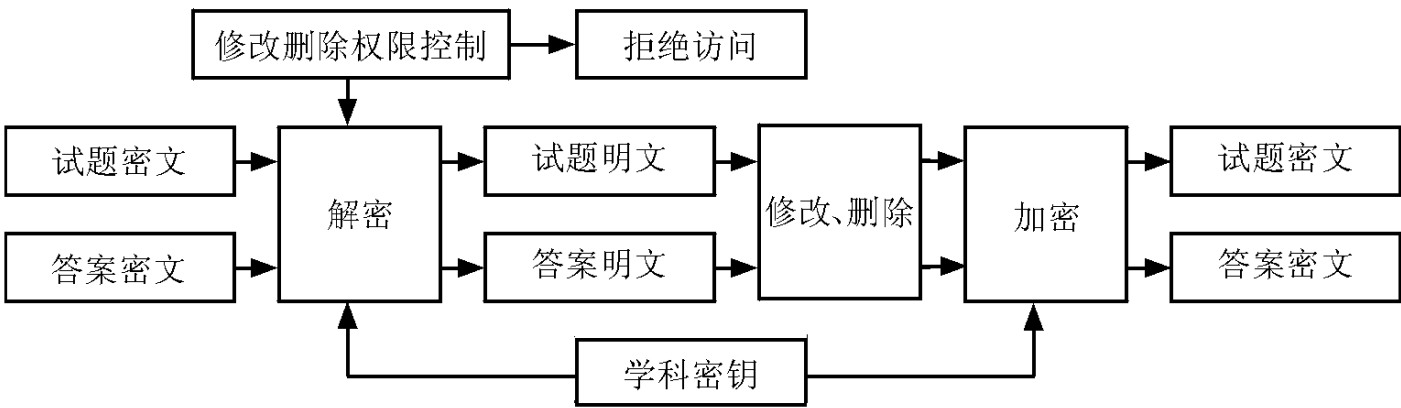 修改删除权限控制
拒绝访问
试题密文
解密
试题明文
修改、删除
加密
试题密文
答案密文
答案明文
答案密文
学科密钥